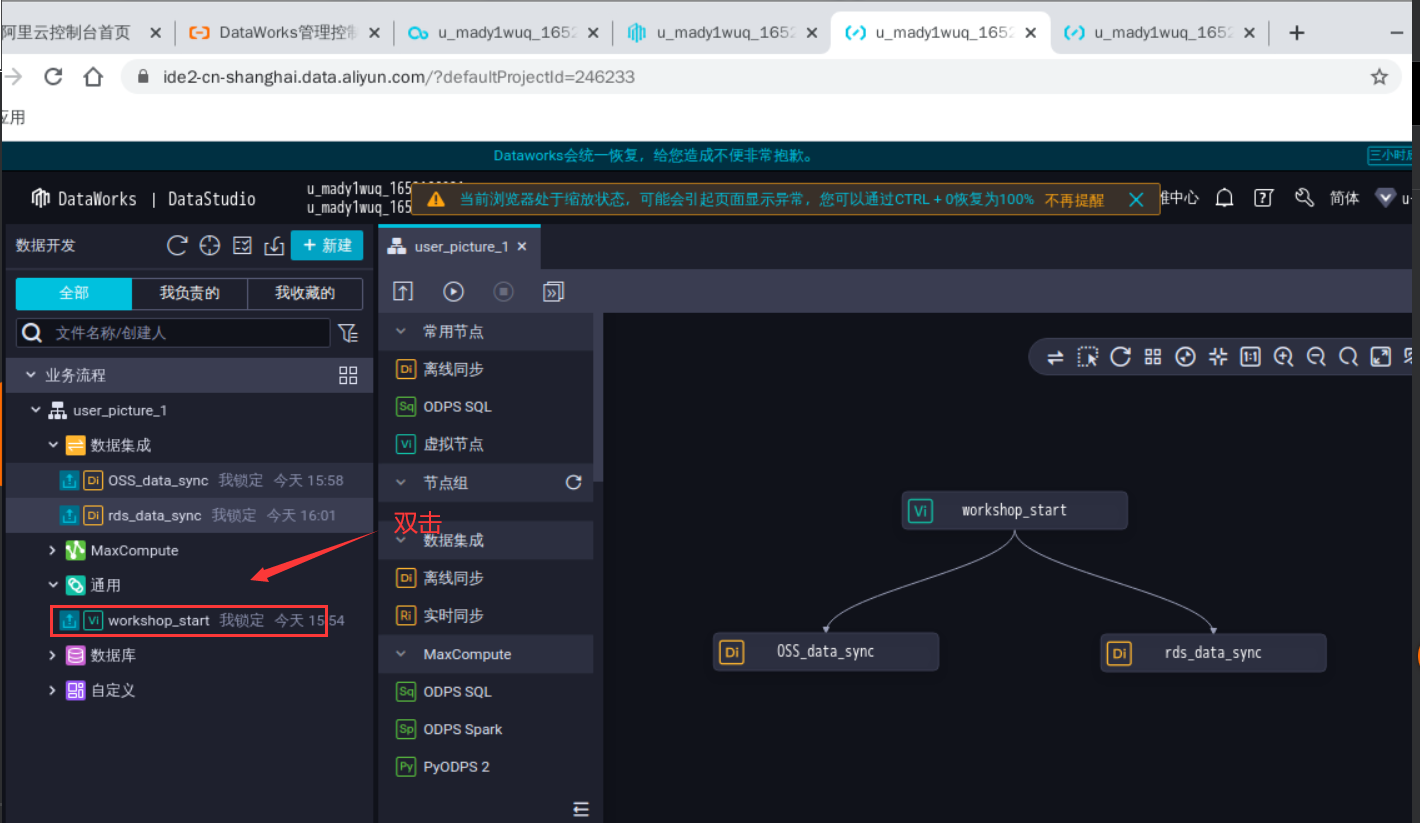 阿里云控制台首页
DataWorks管理控制
u_mady1wuq_1652
u_mady1wuq_1652
u_mady1wuq_1652
u_mady1wuq_1652
ide2-cn-shanghai.data.aliyun.com/?defaultProjectId=246233
应用
Dataworks会统一恢复，给您造成不便非常抱歉。
三小时后
DataWorks | DataStudio
u_mady1wuq_165
u_mady1wuq_165
当前浏览器处于缩放状态，可能会引起页面显示异常，您可以通过CTRL + 0恢复为100% 不再提醒
维中心
简体
数据开发
+ 新建
user_picture_1
全部 我负责的 我收藏的
文件名称/创建人
业务流程
user_picture_1
数据集成
Di OSS_data_sync 我锁定 今天 15:58
Di rds_data_sync 我锁定 今天 16:01
MaxCompute
通用
Vi workshop_start 我锁定 今天 15:54
数据库
自定义
双击
常用节点
Di 离线同步
Sq ODPS SQL
Vi 虚拟节点
节点组
数据集成
Di 离线同步
Ri 实时同步
MaxCompute
Sq ODPS SQL
Sp ODPS Spark
Py PyODPS 2
1:1
Vi workshop_start
Di OSS_data_sync
Di rds_data_sync